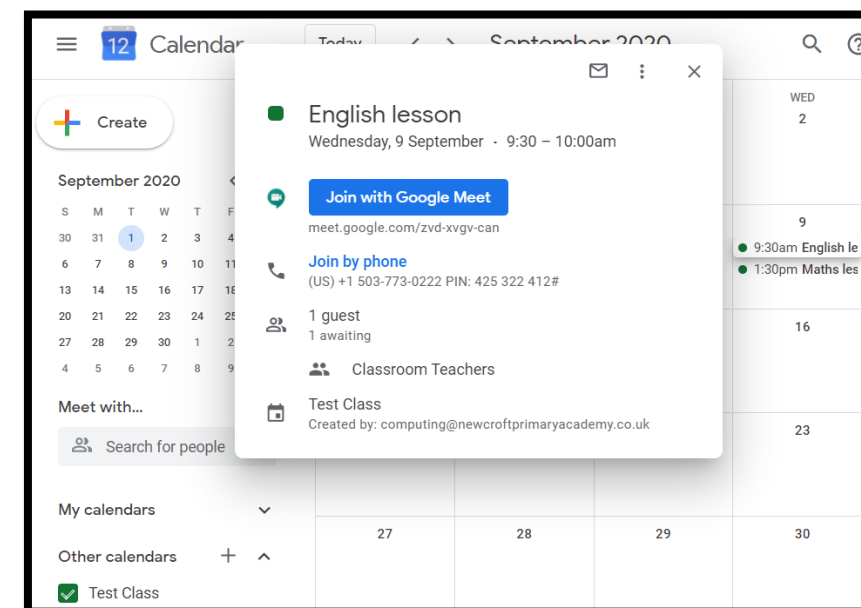 12 Calendar
Today September 2020
Create
September 2020
S M T W T F
30 31 1 2 3 4
6 7 8 9 10 11
13 14 15 16 17 18
20 21 22 23 24 25
27 28 29 30 1 2
4 5 6 7 8 9
Meet with...
Search for people
My calendars
Other calendars
Test Class
English lesson
Wednesday, 9 September · 9:30 – 10:00am
Join with Google Meet
meet.google.com/zvd-xvgv-can
Join by phone
(US) +1 503-773-0222 PIN: 425 322 412#
1 guest
1 awaiting
Classroom Teachers
Test Class
Created by: computing@newcroftprimaryacademy.co.uk
WED
2
9
9:30am English le
1:30pm Maths les
16
23
27 28 29 30